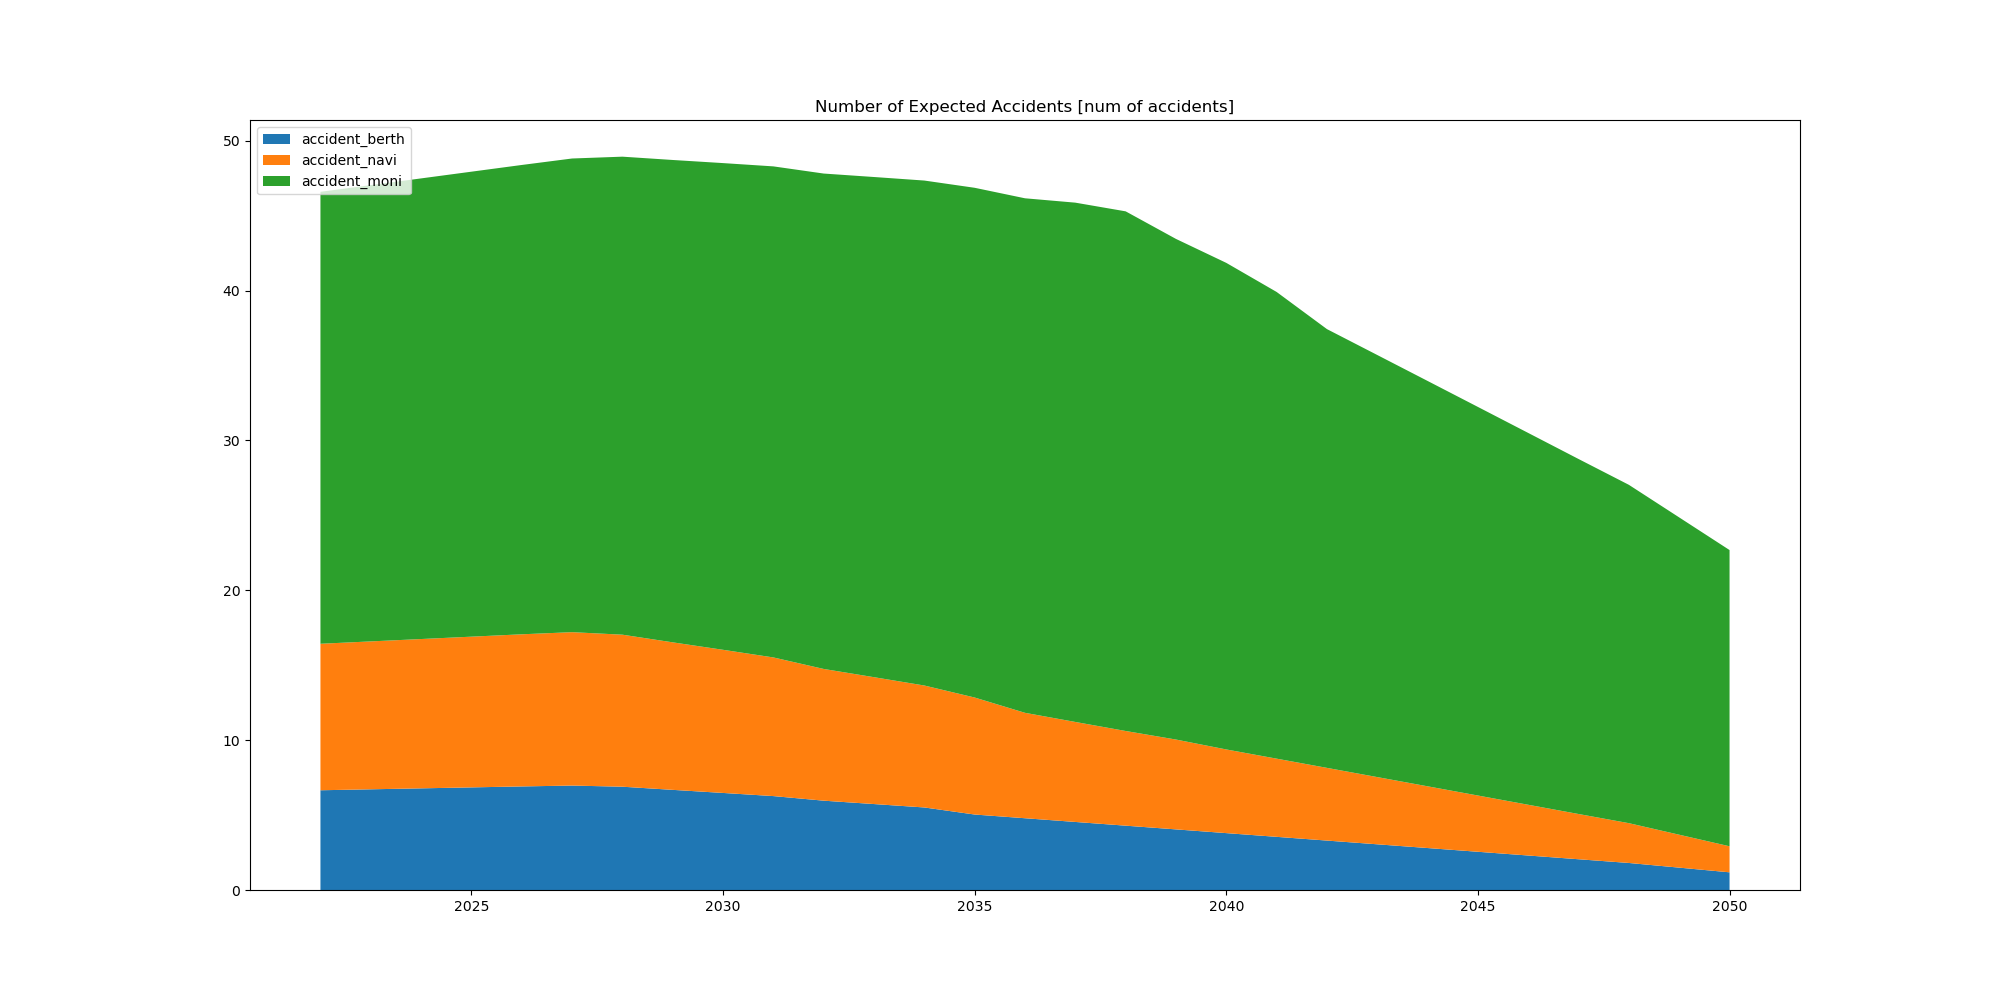 Number of Expected Accidents [num of accidents]
accident_berth
accident_navi
accident_moni
50
40
30
20
10
0
2025 2030 2035 2040 2045 2050